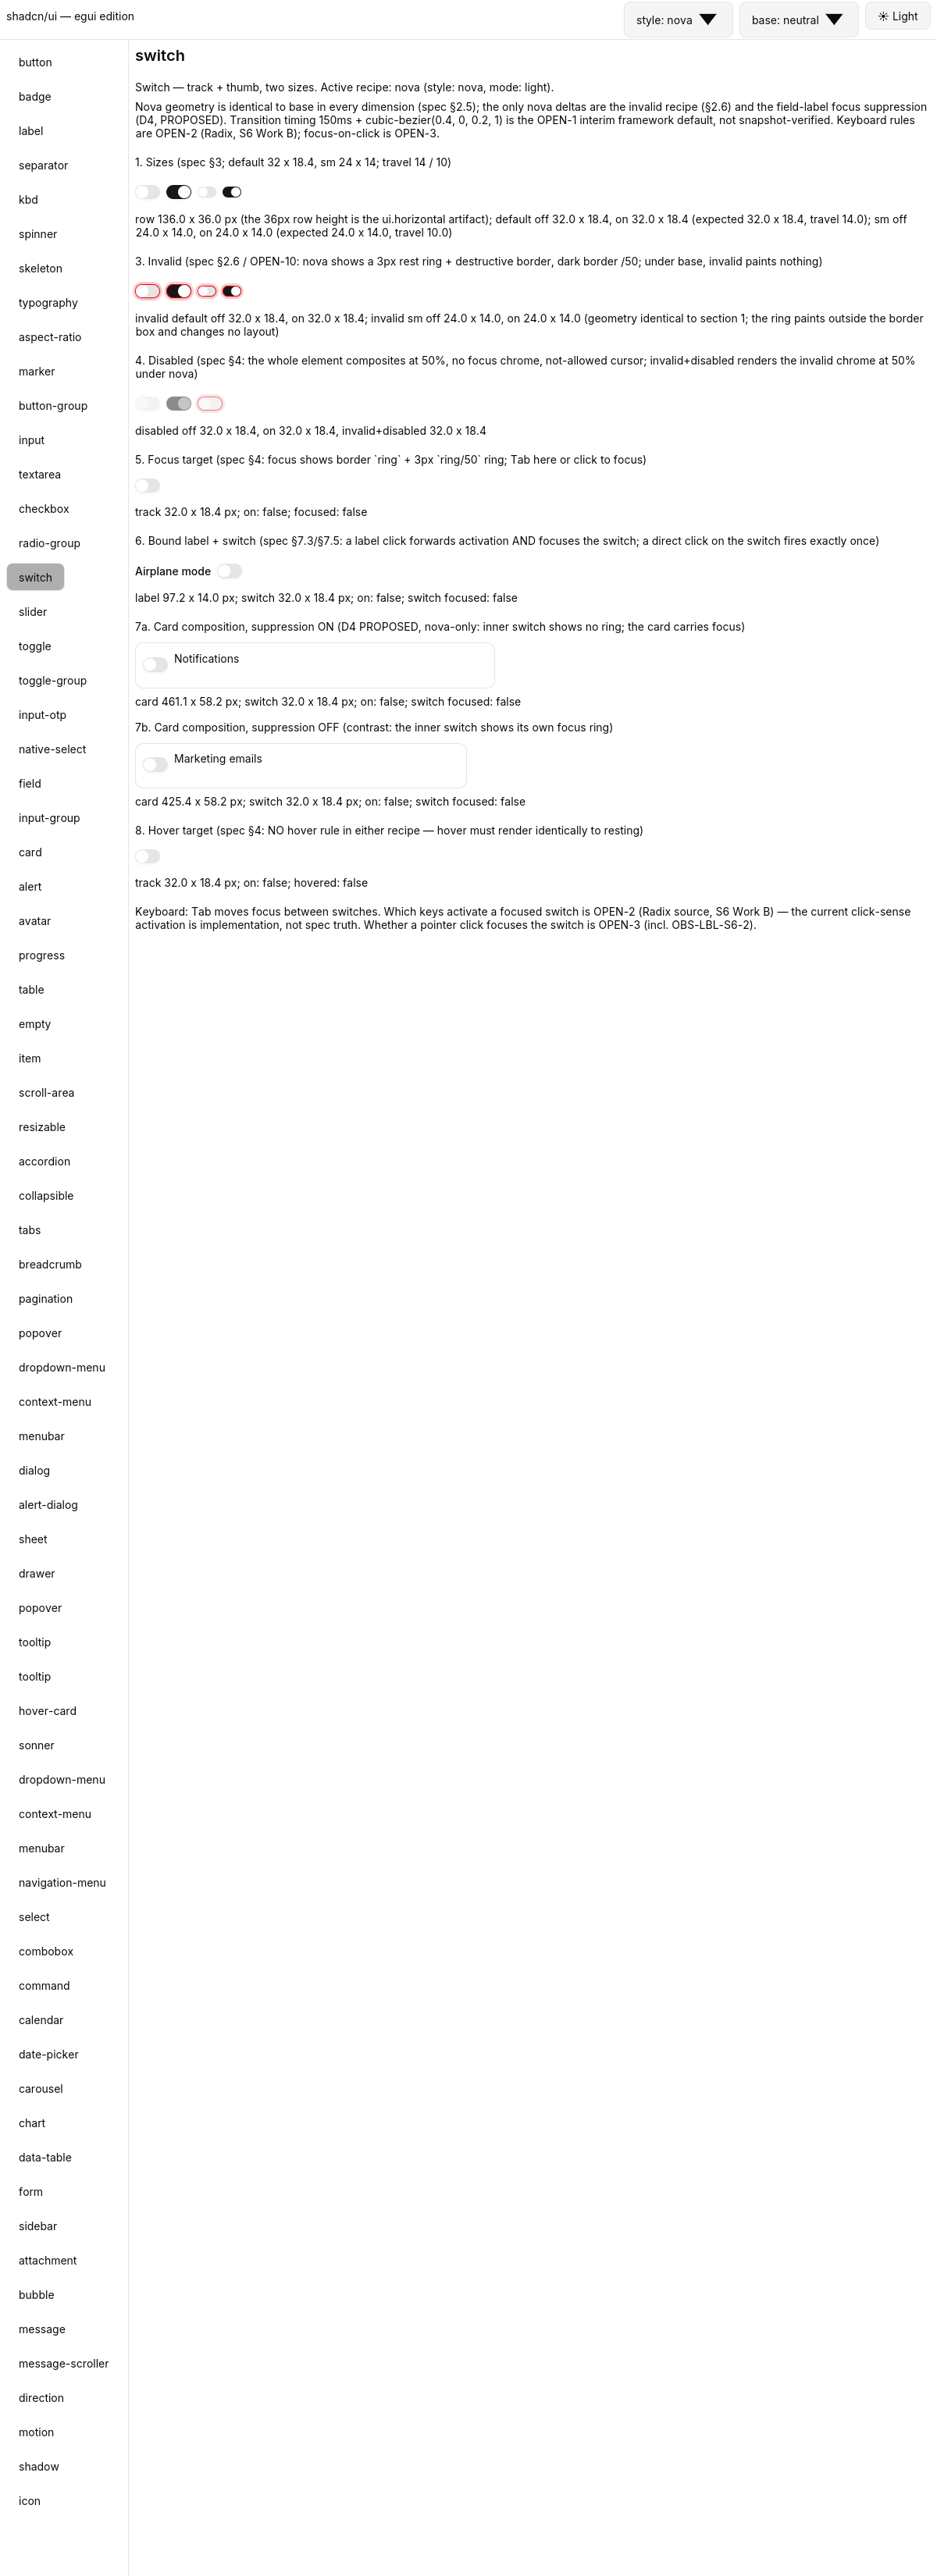 shadcn/ui — egui edition
style: nova
base: neutral
☀ Light
button
badge
label
separator
kbd
spinner
skeleton
typography
aspect-ratio
marker
button-group
input
textarea
checkbox
radio-group
switch
slider
toggle
toggle-group
input-otp
native-select
field
input-group
card
alert
avatar
progress
table
empty
item
scroll-area
resizable
accordion
collapsible
tabs
breadcrumb
pagination
popover
dropdown-menu
context-menu
menubar
dialog
alert-dialog
sheet
drawer
popover
tooltip
tooltip
hover-card
sonner
dropdown-menu
context-menu
menubar
navigation-menu
select
combobox
command
calendar
date-picker
carousel
chart
data-table
form
sidebar
attachment
bubble
message
message-scroller
direction
motion
shadow
icon
switch
Switch — track + thumb, two sizes. Active recipe: nova (style: nova, mode: light).
Nova geometry is identical to base in every dimension (spec §2.5); the only nova deltas are the invalid recipe (§2.6) and the field-label focus suppression
(D4, PROPOSED). Transition timing 150ms + cubic-bezier(0.4, 0, 0.2, 1) is the OPEN-1 interim framework default, not snapshot-verified. Keyboard rules
are OPEN-2 (Radix, S6 Work B); focus-on-click is OPEN-3.
1. Sizes (spec §3; default 32 x 18.4, sm 24 x 14; travel 14 / 10)
row 136.0 x 36.0 px (the 36px row height is the ui.horizontal artifact); default off 32.0 x 18.4, on 32.0 x 18.4 (expected 32.0 x 18.4, travel 14.0); sm off
24.0 x 14.0, on 24.0 x 14.0 (expected 24.0 x 14.0, travel 10.0)
3. Invalid (spec §2.6 / OPEN-10: nova shows a 3px rest ring + destructive border, dark border /50; under base, invalid paints nothing)
invalid default off 32.0 x 18.4, on 32.0 x 18.4; invalid sm off 24.0 x 14.0, on 24.0 x 14.0 (geometry identical to section 1; the ring paints outside the border
box and changes no layout)
4. Disabled (spec §4: the whole element composites at 50%, no focus chrome, not-allowed cursor; invalid+disabled renders the invalid chrome at 50%
under nova)
disabled off 32.0 x 18.4, on 32.0 x 18.4, invalid+disabled 32.0 x 18.4
5. Focus target (spec §4: focus shows border `ring` + 3px `ring/50` ring; Tab here or click to focus)
track 32.0 x 18.4 px; on: false; focused: false
6. Bound label + switch (spec §7.3/§7.5: a label click forwards activation AND focuses the switch; a direct click on the switch fires exactly once)
Airplane mode
label 97.2 x 14.0 px; switch 32.0 x 18.4 px; on: false; switch focused: false
7a. Card composition, suppression ON (D4 PROPOSED, nova-only: inner switch shows no ring; the card carries focus)
Notifications
card 461.1 x 58.2 px; switch 32.0 x 18.4 px; on: false; switch focused: false
7b. Card composition, suppression OFF (contrast: the inner switch shows its own focus ring)
Marketing emails
card 425.4 x 58.2 px; switch 32.0 x 18.4 px; on: false; switch focused: false
8. Hover target (spec §4: NO hover rule in either recipe — hover must render identically to resting)
track 32.0 x 18.4 px; on: false; hovered: false
Keyboard: Tab moves focus between switches. Which keys activate a focused switch is OPEN-2 (Radix source, S6 Work B) — the current click-sense
activation is implementation, not spec truth. Whether a pointer click focuses the switch is OPEN-3 (incl. OBS-LBL-S6-2).